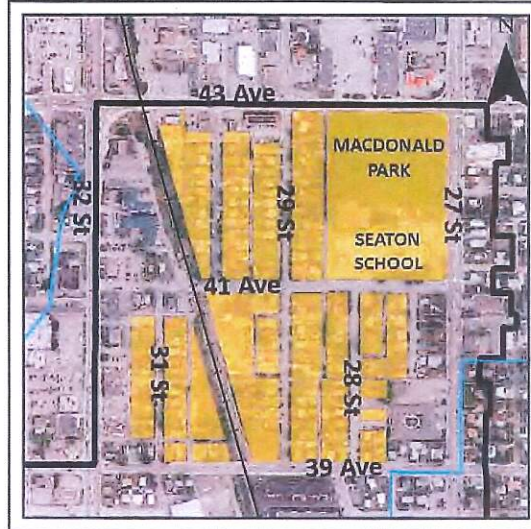 N
43 Ave
MACDONALD
PARK
32 St
29 St
27 St
SEATON
SCHOOL
41 Ave
31 St
28 St
39 Ave